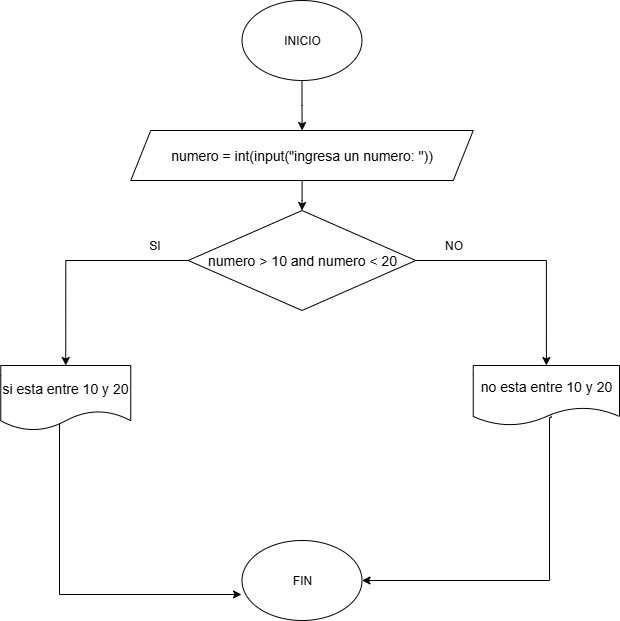 INICIO
numero = int(input("ingresa un numero: "))
SI
NO
numero > 10 and numero < 20
si esta entre 10 y 20
no esta entre 10 y 20
FIN